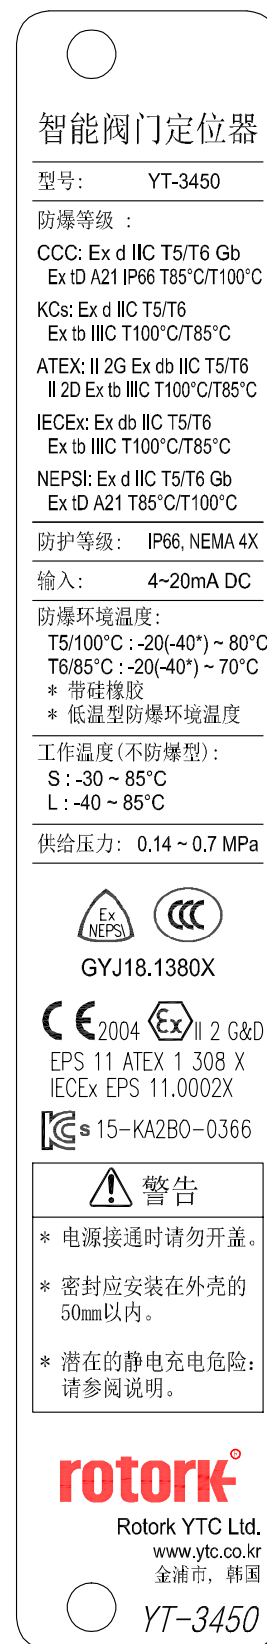 智能阀门定位器
型号: YT-3450
防爆等级 :
CCC: Ex d IIC T5/T6 Gb
Ex tD A21 IP66 T85°C/T100°C
KCs: Ex d IIC T5/T6
Ex tb IIIC T100°C/T85°C
ATEX: II 2G Ex db IIC T5/T6
II 2D Ex tb IIIC T100°C/T85°C
IECEx: Ex db IIC T5/T6
Ex tb IIIC T100°C/T85°C
NEPSI: Ex d IIC T5/T6 Gb
Ex tD A21 T85°C/T100°C
防护等级: IP66, NEMA 4X
输入: 4~20mA DC
防爆环境温度:
T5/100°C : -20(-40*) ~ 80°C
T6/85°C : -20(-40*) ~ 70°C
* 带硅橡胶
* 低温型防爆环境温度
工作温度(不防爆型):
S : -30 ~ 85°C
L : -40 ~ 85°C
供给压力: 0.14 ~ 0.7 MPa
Ex
NEPSI
CCC
GYJ18.1380X
CE 2004 Ex II 2 G&D
EPS 11 ATEX 1 308 X
IECEx EPS 11.0002X
KCs 15-KA2BO-0366
警告
* 电源接通时请勿开盖。
* 密封应安装在外壳的
50mm以内。
* 潜在的静电充电危险:
请参阅说明。
rotork®
Rotork YTC Ltd.
www.ytc.co.kr
金浦市, 韩国
YT-3450